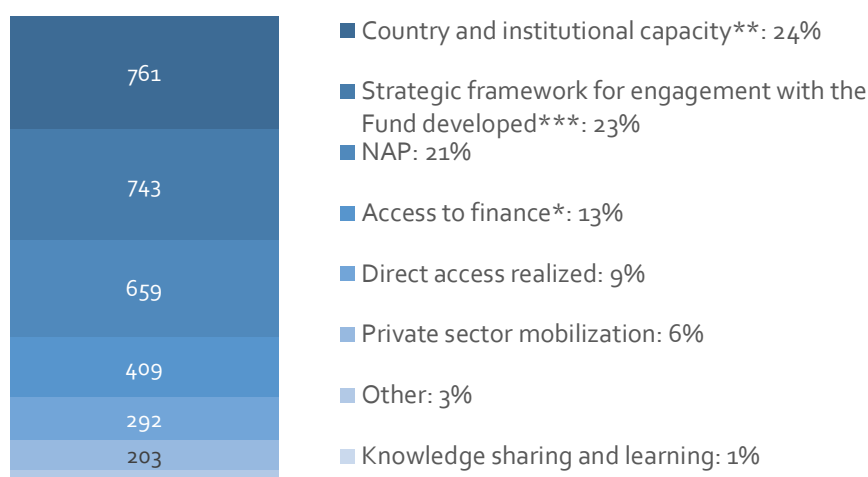 761
743
659
409
292
203
Country and institutional capacity**: 24%
Strategic framework for engagement with the
Fund developed***: 23%
NAP: 21%
Access to finance*: 13%
Direct access realized: 9%
Private sector mobilization: 6%
Other: 3%
Knowledge sharing and learning: 1%